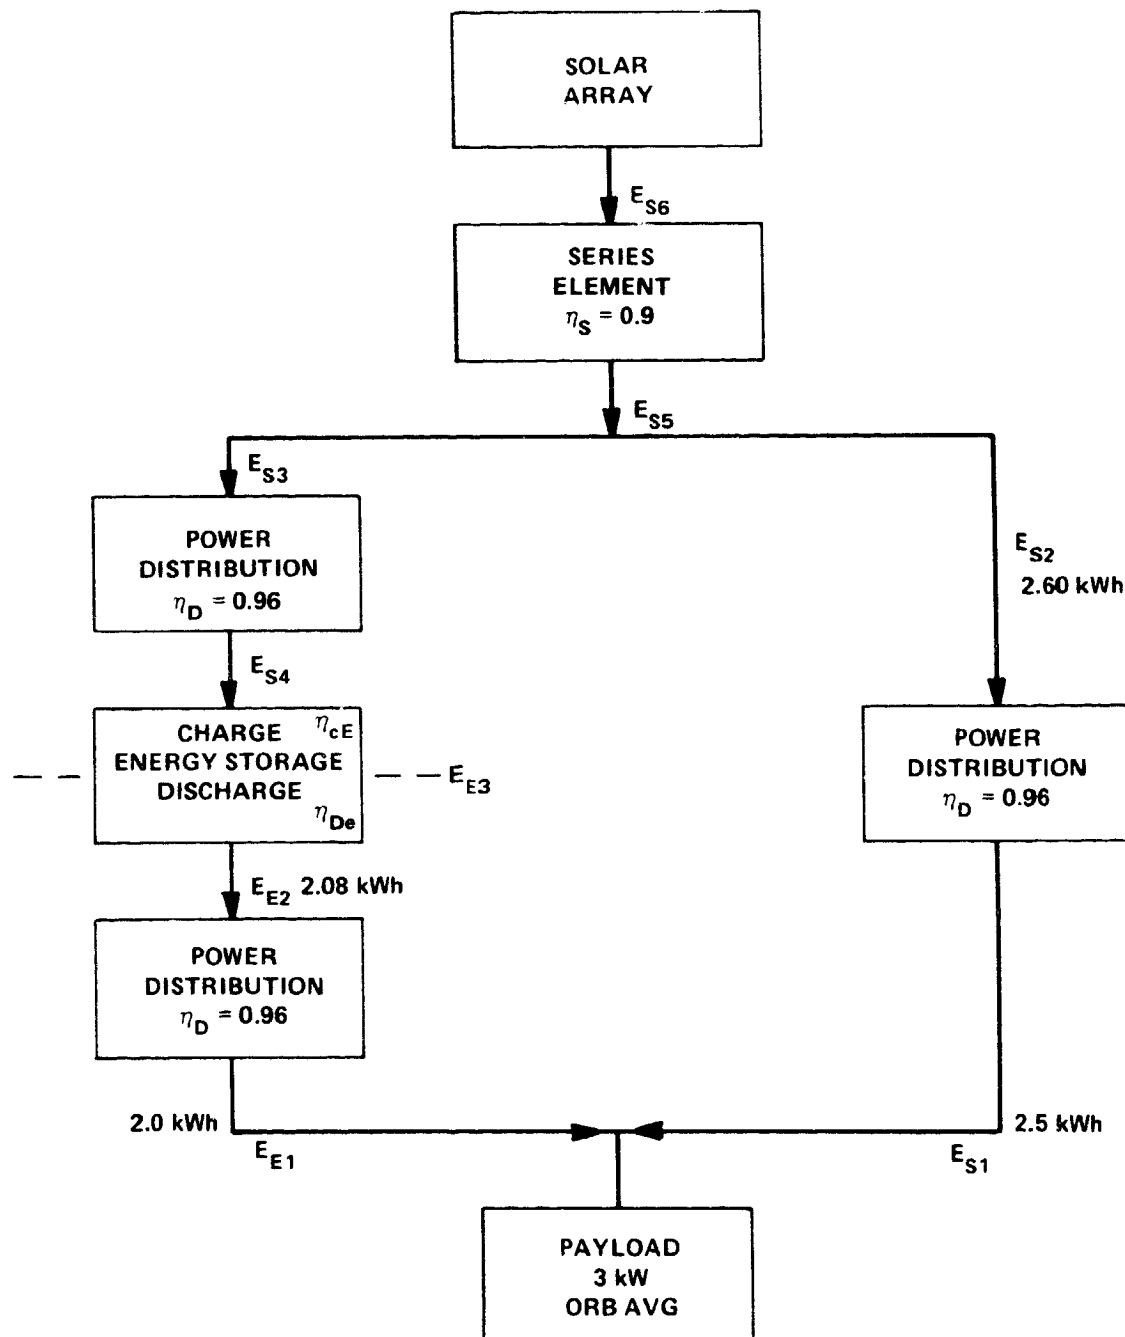 SOLAR
ARRAY
E_S6
SERIES
ELEMENT
η_S = 0.9
E_S5
E_S3
POWER
DISTRIBUTION
η_D = 0.96
E_S2
2.60 kWh
E_S4
CHARGE η_cE
ENERGY STORAGE
DISCHARGE
η_De
E_E3
POWER
DISTRIBUTION
η_D = 0.96
E_E2 2.08 kWh
POWER
DISTRIBUTION
η_D = 0.96
2.0 kWh
E_E1
2.5 kWh
E_S1
PAYLOAD
3 kW
ORB AVG